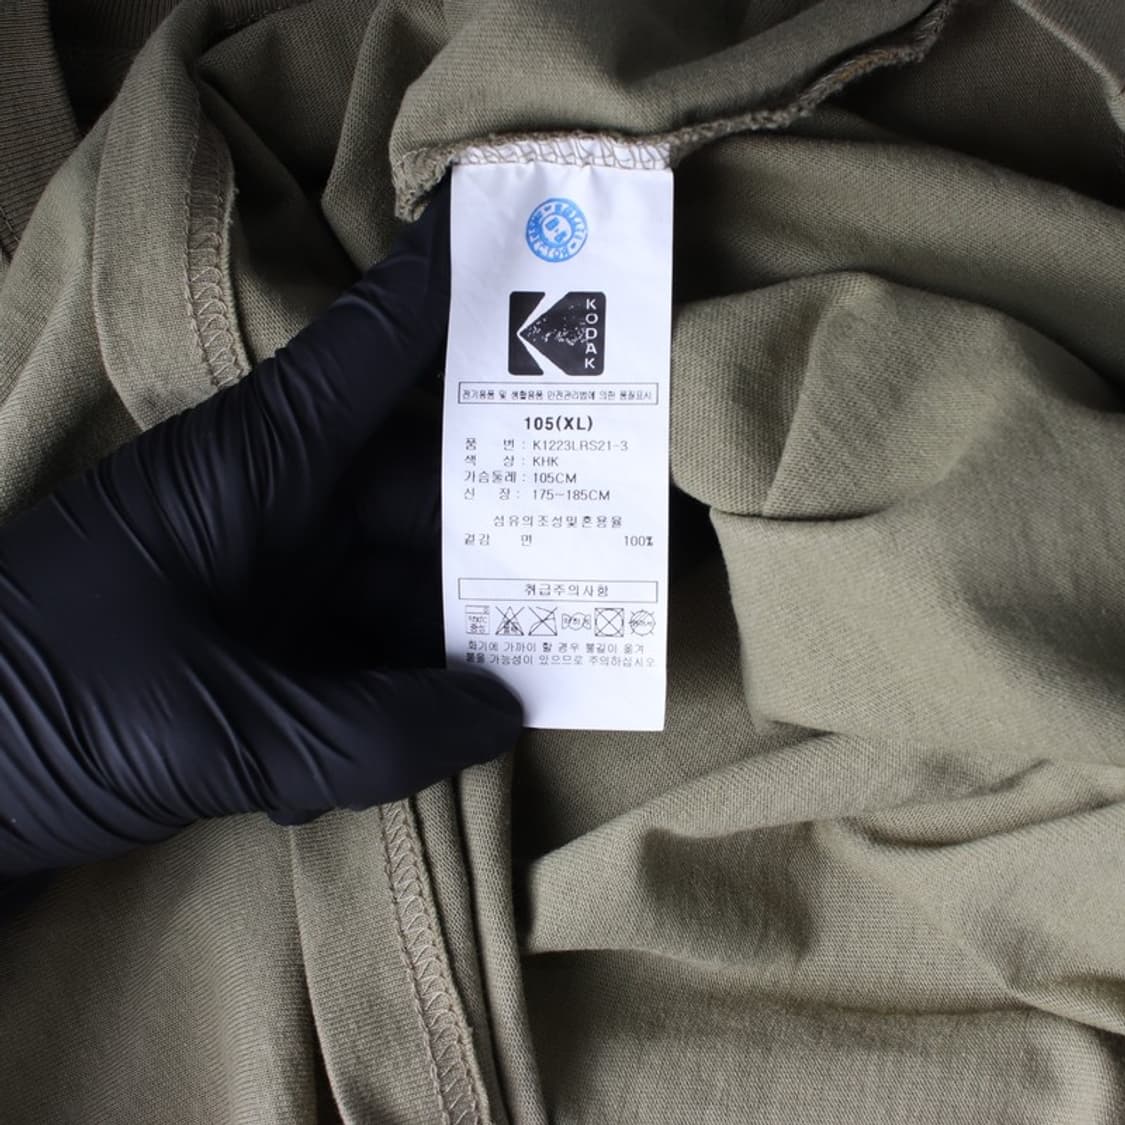 KODAK
전기용품 및 생활용품 안전관리법에 의한 품질표시
105(XL)
품 번 : K1223LRS21-3
색 상 : KHK
가슴둘레 : 105CM
신 장 : 175~185CM
섬유의조성및혼용율
겉감 면 100%
취급주의사항
중성
화기에 가까이 할 경우 불길이 옮겨
붙을 가능성이 있으므로 주의하십시오